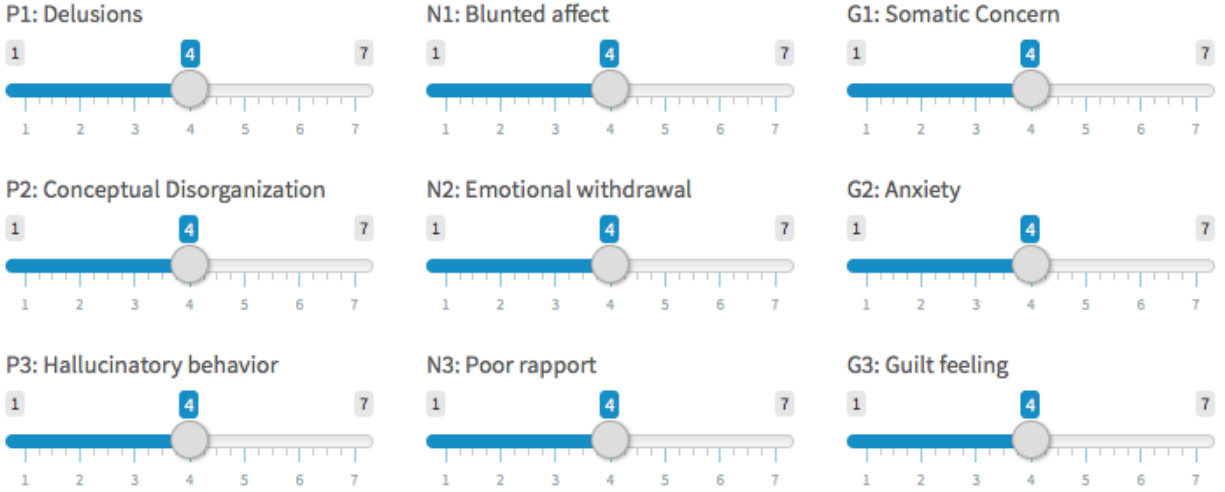 P1: Delusions
N1: Blunted affect
G1: Somatic Concern
1 4 7
1 4 7
1 4 7
1 2 3 4 5 6 7
1 2 3 4 5 6 7
1 2 3 4 5 6 7
P2: Conceptual Disorganization
N2: Emotional withdrawal
G2: Anxiety
1 4 7
1 4 7
1 4 7
1 2 3 4 5 6 7
1 2 3 4 5 6 7
1 2 3 4 5 6 7
P3: Hallucinatory behavior
N3: Poor rapport
G3: Guilt feeling
1 4 7
1 4 7
1 4 7
1 2 3 4 5 6 7
1 2 3 4 5 6 7
1 2 3 4 5 6 7